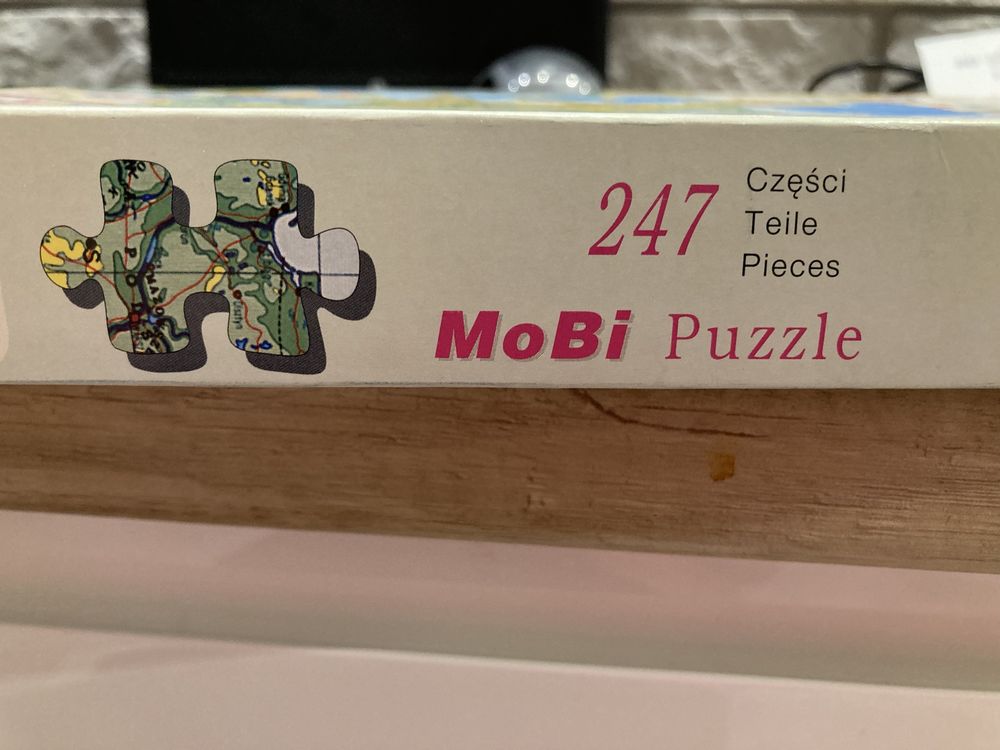 247
Części
Teile
Pieces
MoBi Puzzle